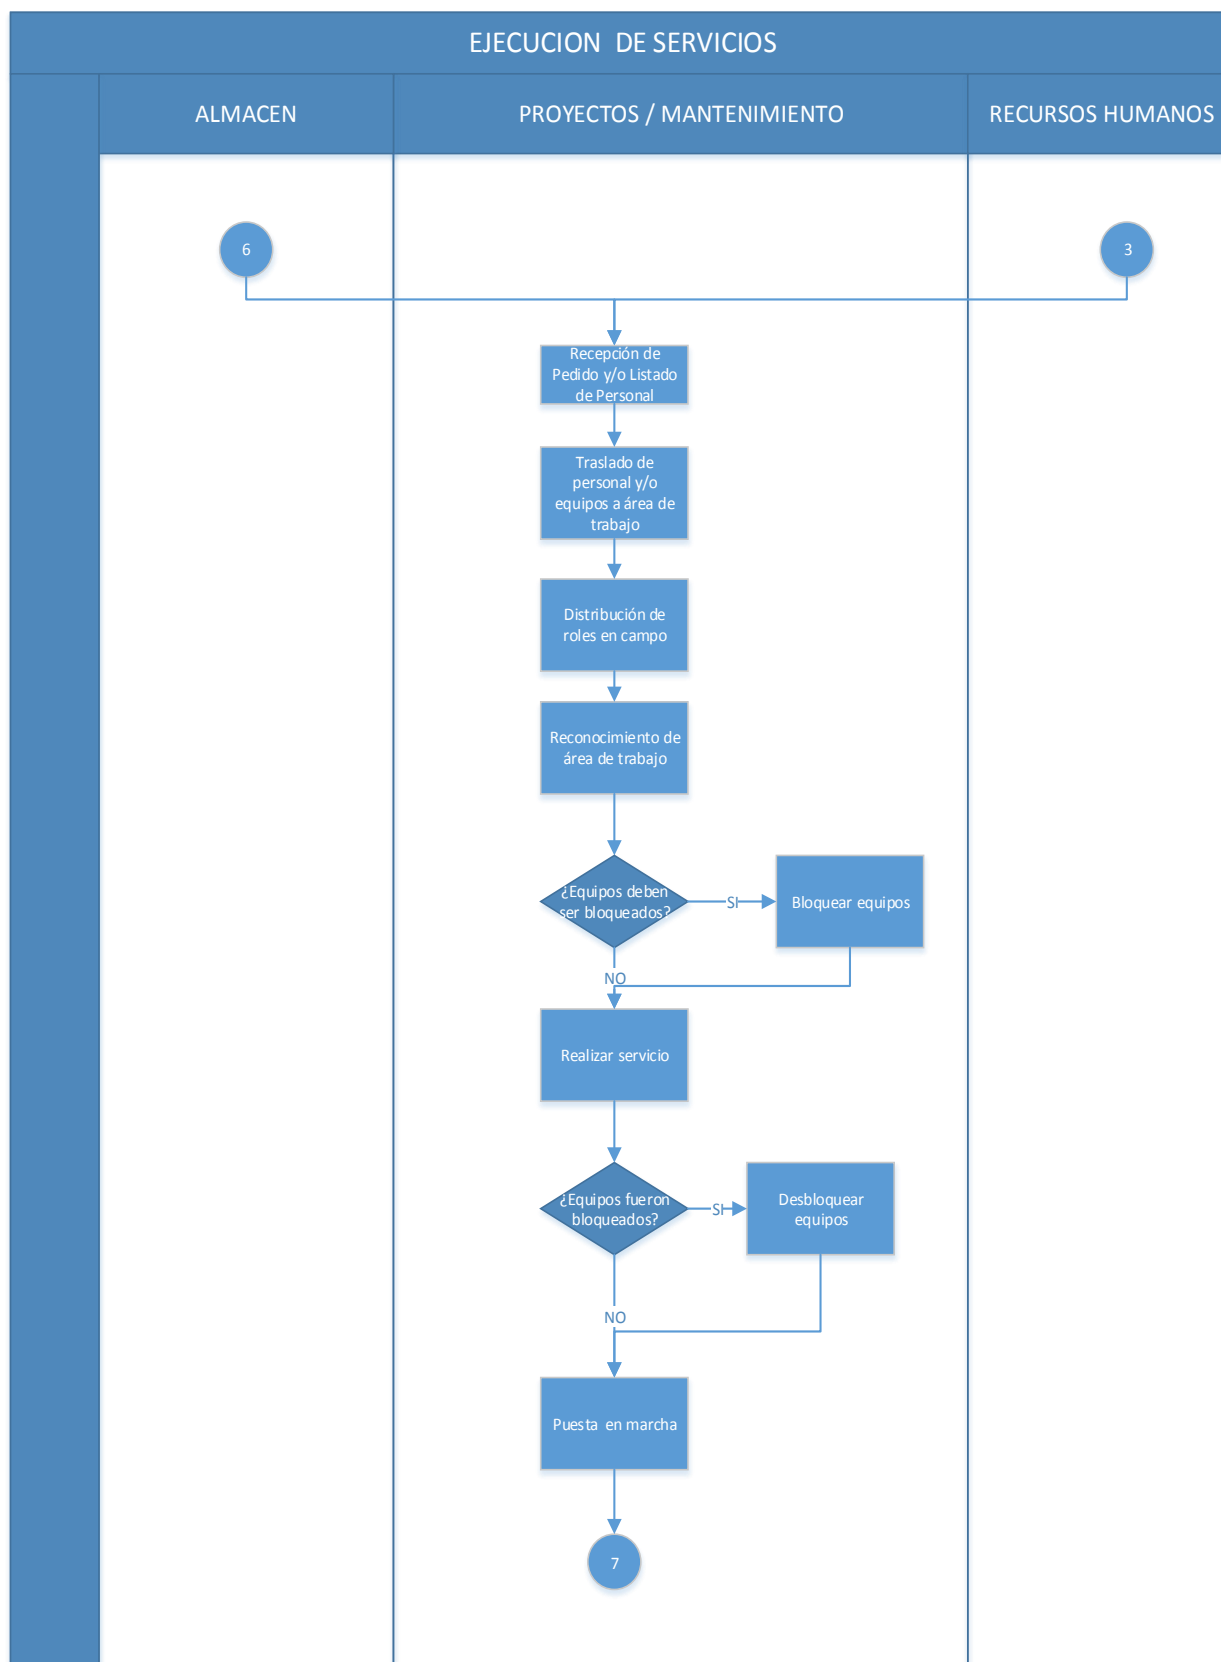 EJECUCION  DE SERVICIOS
ALMACEN
PROYECTOS / MANTENIMIENTO
RECURSOS HUMANOS
6
3
Recepción de
Pedido y/o Listado
de Personal
Traslado de
personal y/o
equipos a área de
trabajo
Distribución de
roles en campo
Reconocimiento de
área de trabajo
¿Equipos deben
ser bloqueados?
SI
Bloquear equipos
NO
Realizar servicio
¿Equipos fueron
bloqueados?
SI
Desbloquear
equipos
NO
Puesta  en marcha
7